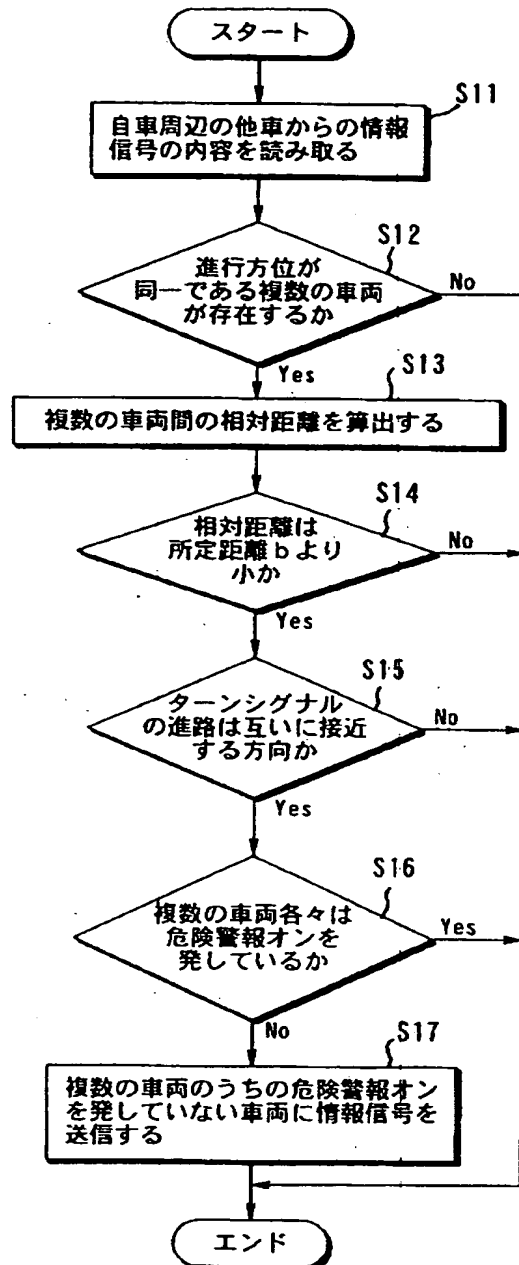 スタート
S11
自車周辺の他車からの情報
信号の内容を読み取る
S12
進行方位が
同一である複数の車両
が存在するか
No
Yes
S13
複数の車両間の相対距離を算出する
S14
相対距離は
所定距離bより
小か
No
Yes
S15
ターンシグナル
の進路は互いに接近
する方向か
No
Yes
S16
複数の車両各々は
危険警報オンを
発しているか
Yes
No
S17
複数の車両のうちの危険警報オン
を発していない車両に情報信号を
送信する
エンド